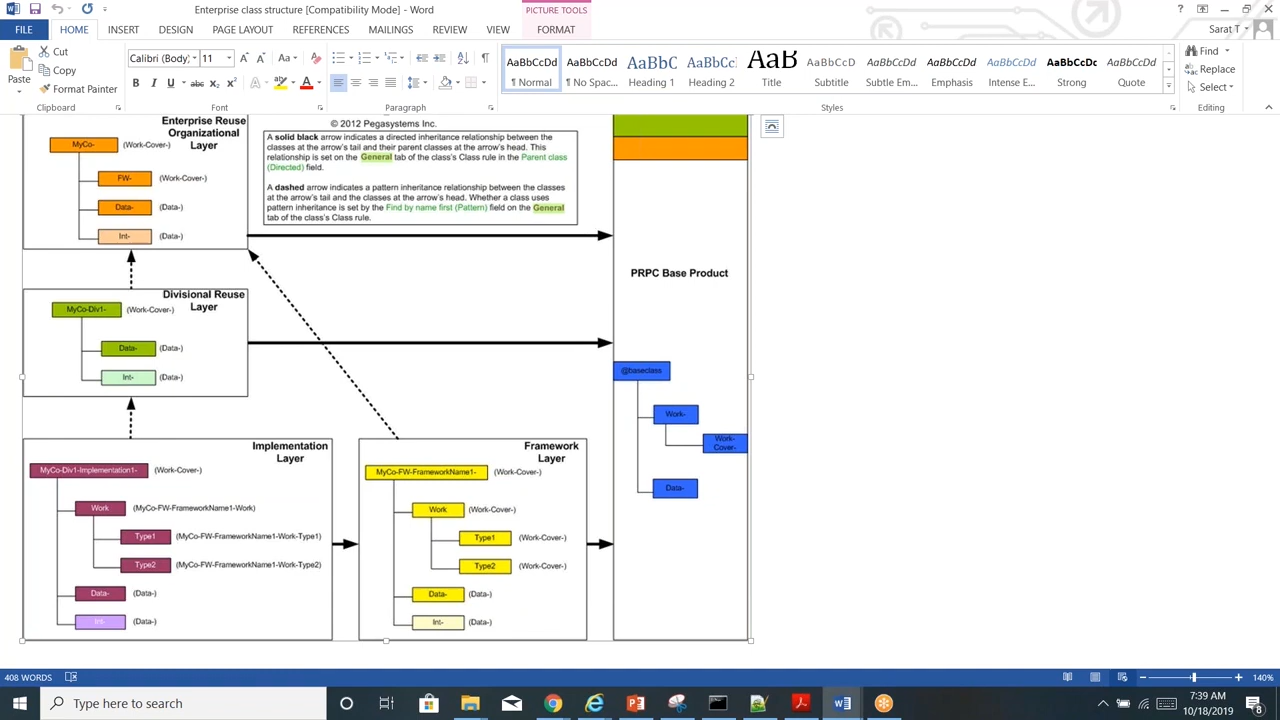 Enterprise class structure [Compatibility Mode] - Word
PICTURE TOOLS
?
FILE
HOME
INSERT
DESIGN
PAGE LAYOUT
REFERENCES
MAILINGS
REVIEW
VIEW
FORMAT
Sarat T
Paste
Cut
Copy
Format Painter
Clipboard
Calibri (Body)
11
A A Aa
B I U abc x₂ x²
A A
Font
Paragraph
AaBbCcDd AaBbCcDd AaBbC AaBbCc AaB AaBbCcD AaBbCcDd AaBbCcDd AaBbCcDd AaBbCcDc AaBbCcDd
¶ Normal ¶ No Spac... Heading 1 Heading 2 Title Subtitle Subtle Em... Emphasis Intense E... Strong Quote
Styles
Find
Replace
Select
Editing
Enterprise Reuse
Organizational
Layer
MyCo-
(Work-Cover-)
FW-
(Work-Cover-)
Data-
(Data-)
Int-
(Data-)
© 2012 Pegasystems Inc.
A solid black arrow indicates a directed inheritance relationship between the
classes at the arrow's tail and their parent classes at the arrow's head. This
relationship is set on the General tab of the class's Class rule in the Parent class
(Directed) field.
A dashed arrow indicates a pattern inheritance relationship between the classes
at the arrow's tail and the classes at the arrow's head. Whether a class uses
pattern inheritance is set by the Find by name first (Pattern) field on the General
tab of the class's Class rule.
PRPC Base Product
Divisional Reuse
Layer
MyCo-Div1-
(Work-Cover-)
Data-
(Data-)
Int-
(Data-)
@baseclass
Work-
Work-
Cover-
Data-
Implementation
Layer
MyCo-Div1-Implementation1-
(Work-Cover-)
Work
(MyCo-FW-FrameworkName1-Work)
Type1
(MyCo-FW-FrameworkName1-Work-Type1)
Type2
(MyCo-FW-FrameworkName1-Work-Type2)
Data-
(Data-)
Int-
(Data-)
Framework
Layer
MyCo-FW-FrameworkName1-
(Work-Cover-)
Work
(Work-Cover-)
Type1
(Work-Cover-)
Type2
(Work-Cover-)
Data-
(Data-)
Int-
(Data-)
408 WORDS
140%
Type here to search
7:39 AM
10/18/2019
8